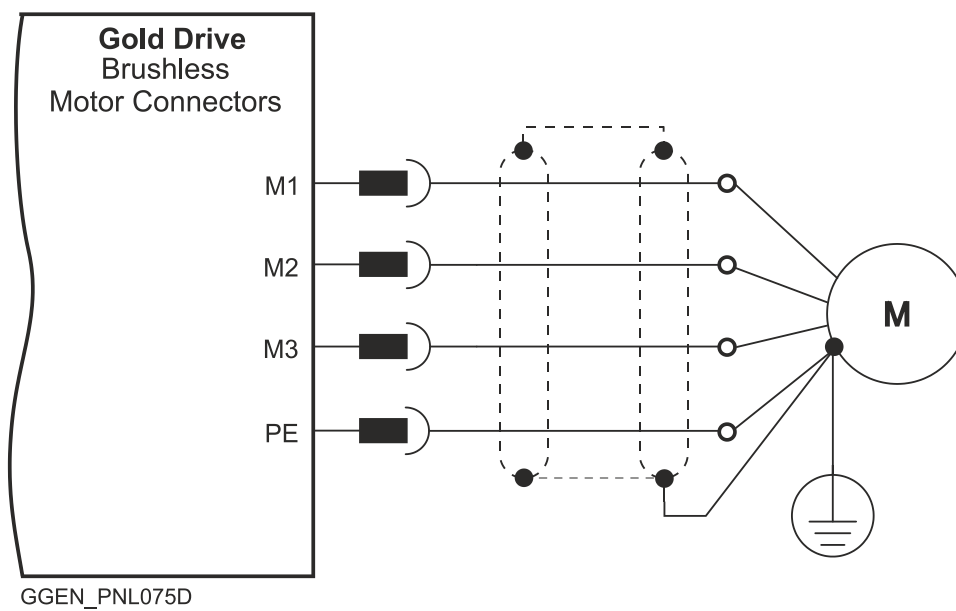 Gold Drive
Brushless
Motor Connectors
M1
M2
M3
PE
M
GGEN_PNL075D